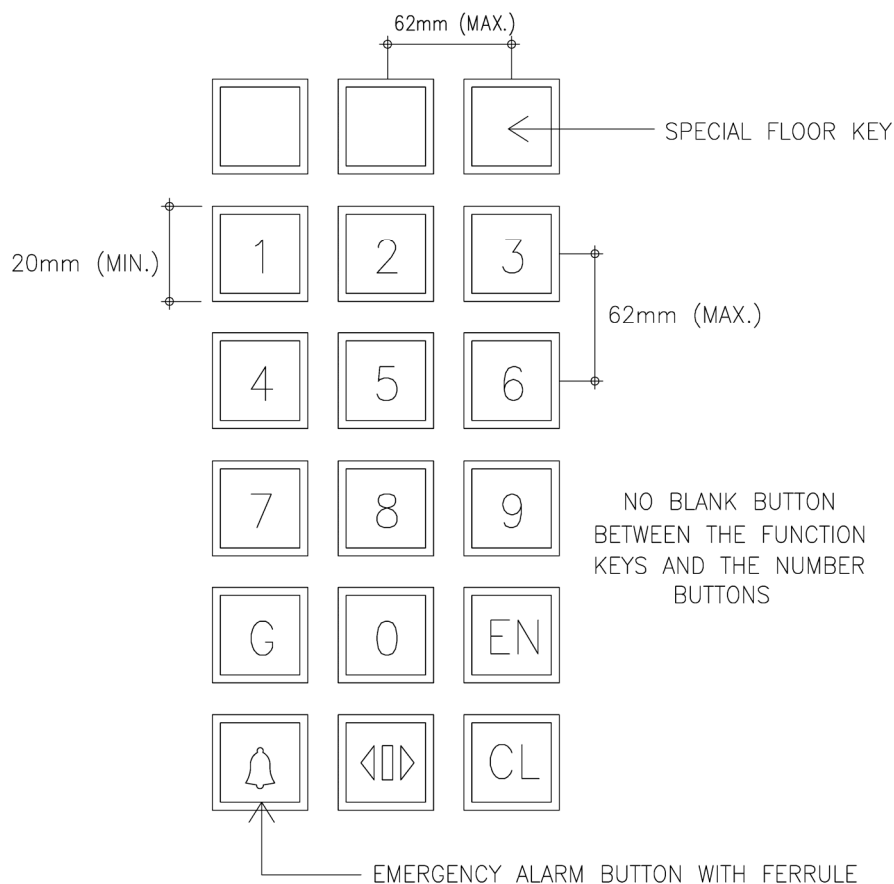 62mm (MAX.)
SPECIAL FLOOR KEY
1 2 3
20mm (MIN.)
62mm (MAX.)
4 5 6
7 8 9
NO BLANK BUTTON
BETWEEN THE FUNCTION
KEYS AND THE NUMBER
BUTTONS
G 0 EN
CL
EMERGENCY ALARM BUTTON WITH FERRULE